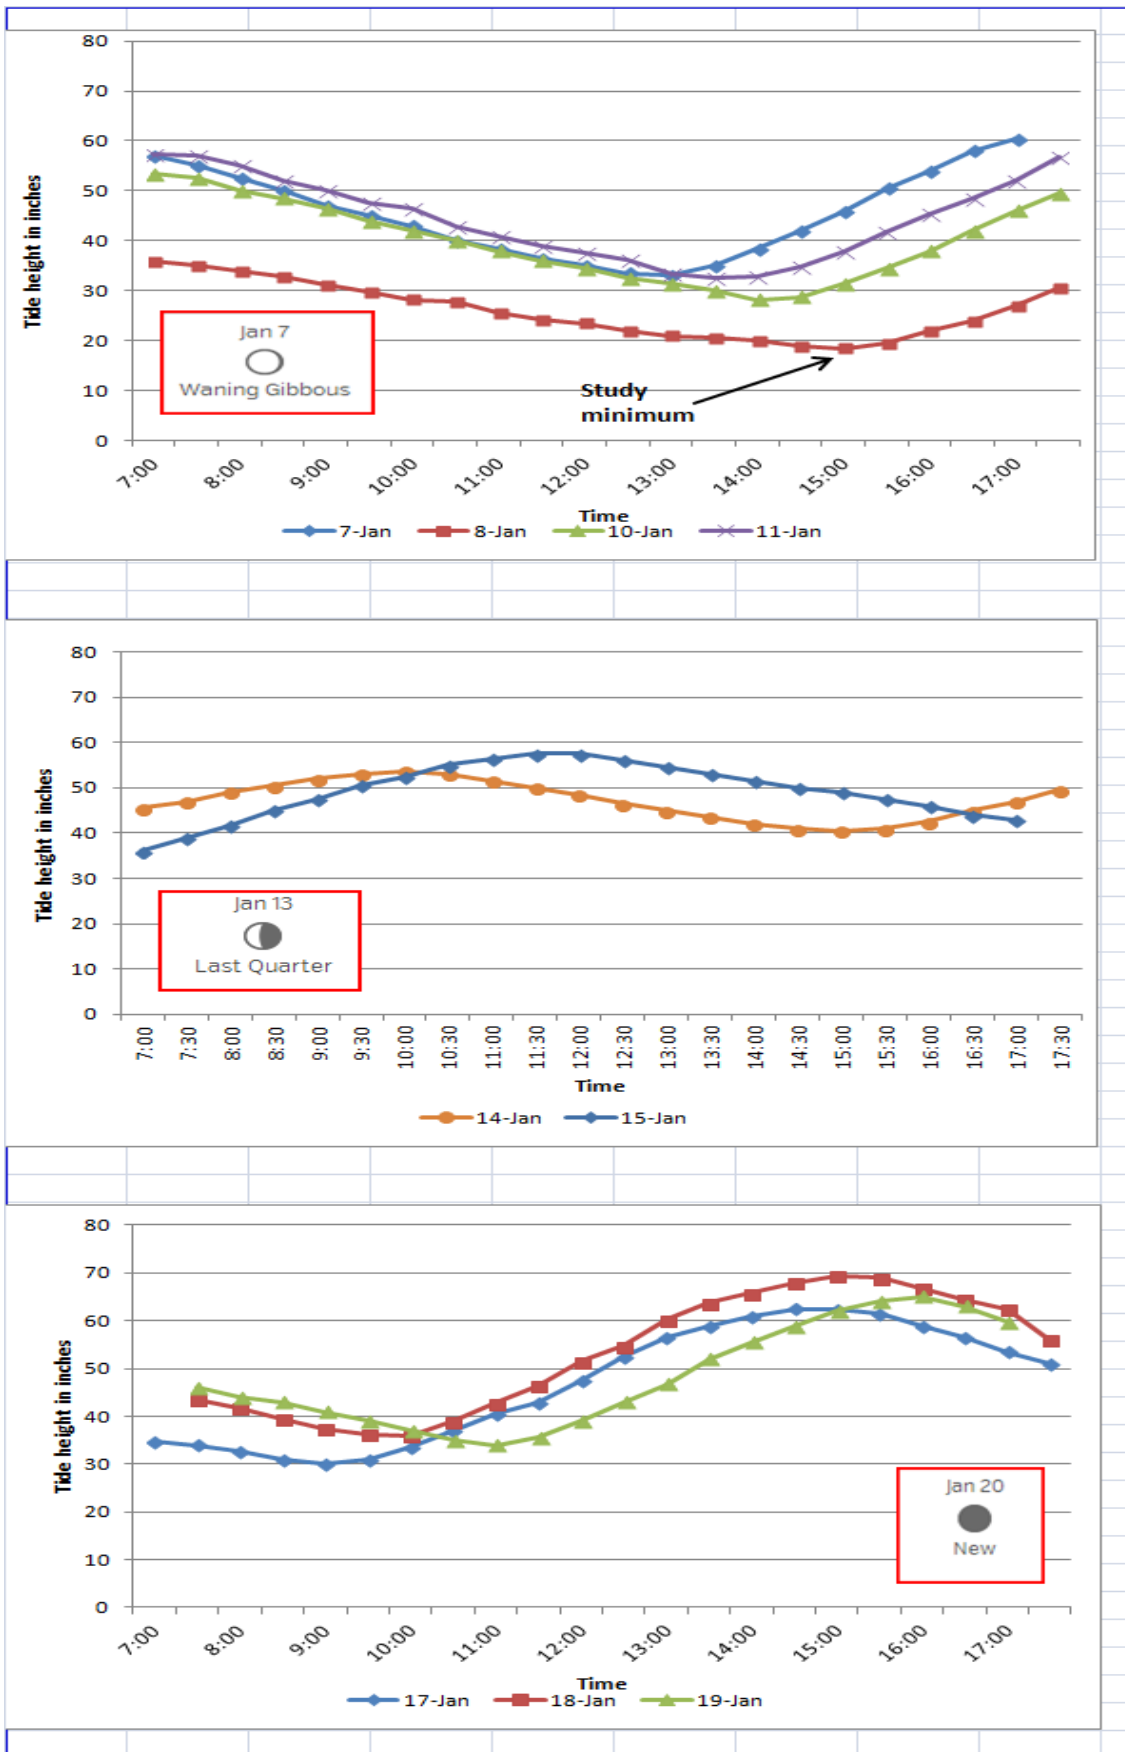 80
70
60
50
40
30
20
10
0
Tide height in inches
Jan 7
Waning Gibbous
Study
minimum
7:00 8:00 9:00 10:00 11:00 12:00 13:00 14:00 15:00 16:00 17:00
Time
7-Jan 8-Jan 10-Jan 11-Jan
80
70
60
50
40
30
20
10
0
Tide height in inches
Jan 13
Last Quarter
7:00 7:30 8:00 8:30 9:00 9:30 10:00 10:30 11:00 11:30 12:00 12:30 13:00 13:30 14:00 14:30 15:00 15:30 16:00 16:30 17:00 17:30
Time
14-Jan 15-Jan
80
70
60
50
40
30
20
10
0
Tide height in inches
Jan 20
New
7:00 8:00 9:00 10:00 11:00 12:00 13:00 14:00 15:00 16:00 17:00
Time
17-Jan 18-Jan 19-Jan